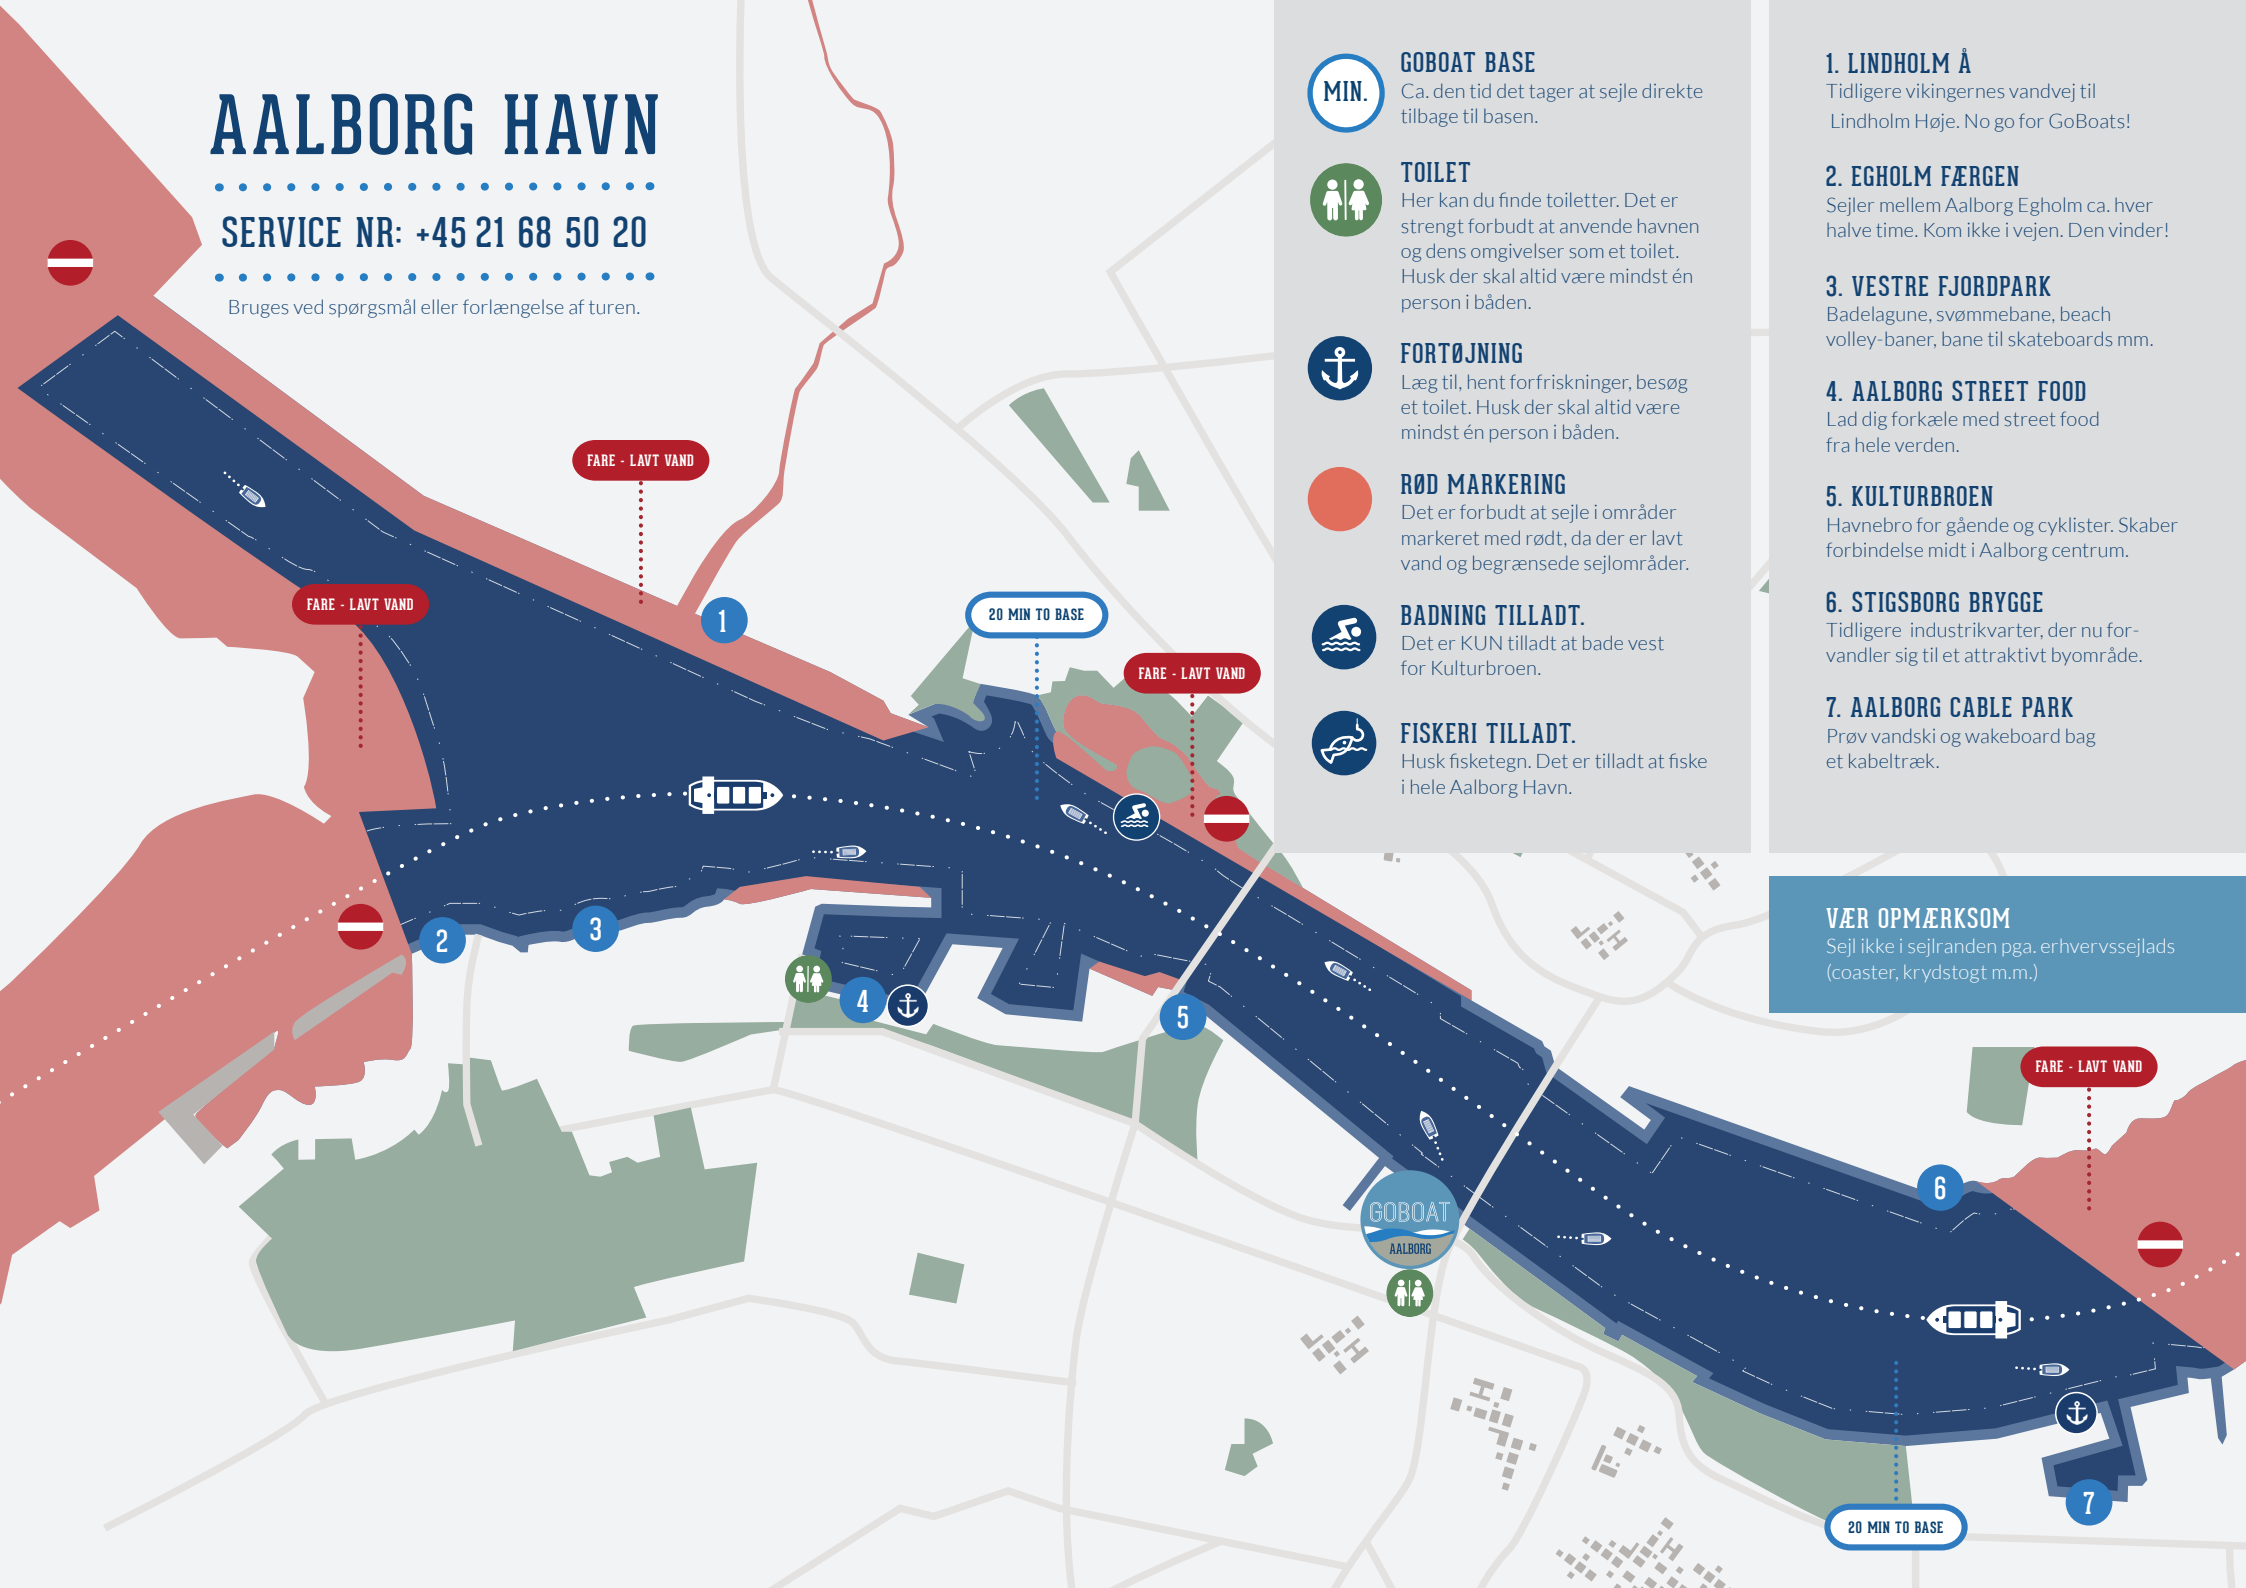 AALBORG HAVN
SERVICE NR: +45 21 68 50 20
Bruges ved spørgsmål eller forlængelse af turen.
MIN.
GOBOAT BASE
Ca. den tid det tager at sejle direkte
tilbage til basen.
TOILET
Her kan du finde toiletter. Det er
strengt forbudt at anvende havnen
og dens omgivelser som et toilet.
Husk der skal altid være mindst én
person i båden.
FORTØJNING
Læg til, hent forfriskninger, besøg
et toilet. Husk der skal altid være
mindst én person i båden.
RØD MARKERING
Det er forbudt at sejle i områder
markeret med rødt, da der er lavt
vand og begrænsede sejlområder.
BADNING TILLADT.
Det er KUN tilladt at bade vest
for Kulturbroen.
FISKERI TILLADT.
Husk fisketegn. Det er tilladt at fiske
i hele Aalborg Havn.
1. LINDHOLM Å
Tidligere vikingernes vandvej til
Lindholm Høje. No go for GoBoats!
2. EGHOLM FÆRGEN
Sejler mellem Aalborg Egholm ca. hver
halve time. Kom ikke i vejen. Den vinder!
3. VESTRE FJORDPARK
Badelagune, svømmebane, beach
volley-baner, bane til skateboards mm.
4. AALBORG STREET FOOD
Lad dig forkæle med street food
fra hele verden.
5. KULTURBROEN
Havnebro for gående og cyklister. Skaber
forbindelse midt i Aalborg centrum.
6. STIGSBORG BRYGGE
Tidligere industrikvarter, der nu for-
vandler sig til et attraktivt byområde.
7. AALBORG CABLE PARK
Prøv vandski og wakeboard bag
et kabeltræk.
VÆR OPMÆRKSOM
Sejl ikke i sejlranden pga. erhvervssejlads
(coaster, krydstogt m.m.)
FARE - LAVT VAND
FARE - LAVT VAND
1
20 MIN TO BASE
FARE - LAVT VAND
2
3
4
5
FARE - LAVT VAND
6
GOBOAT
AALBORG
7
20 MIN TO BASE